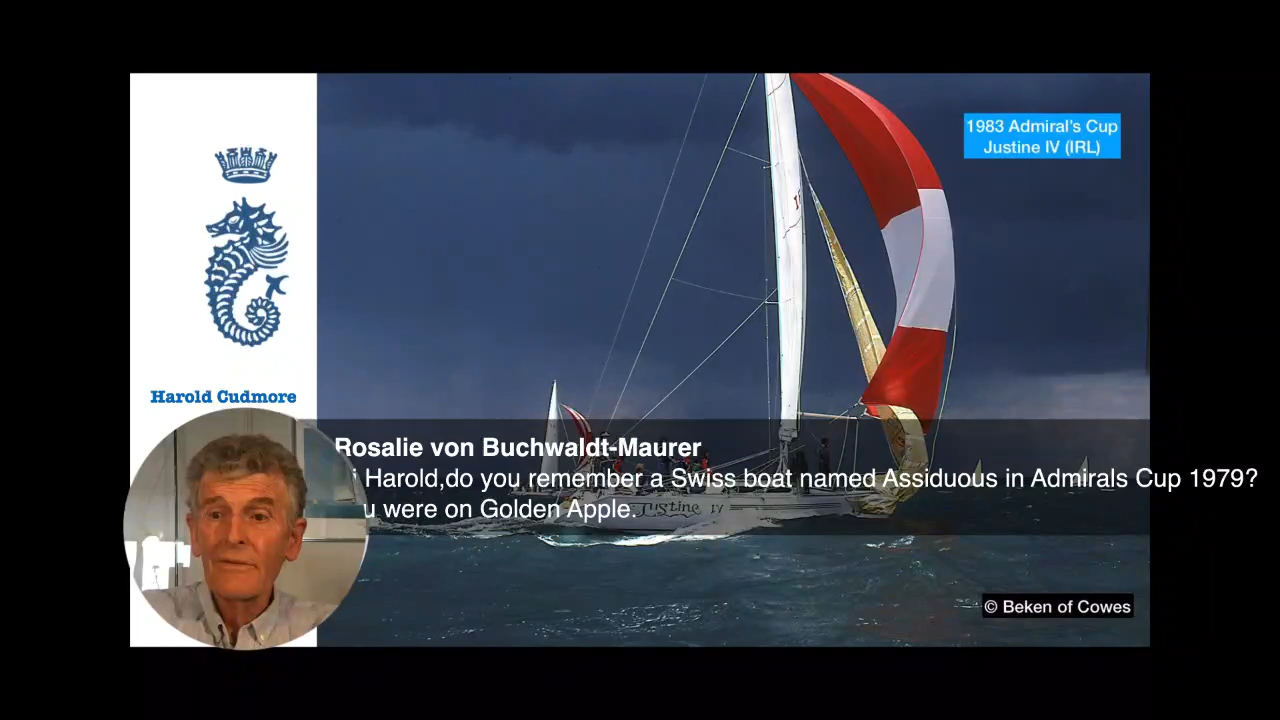 1983 Admiral's Cup
Justine IV (IRL)
Harold Cudmore
Rosalie von Buchwaldt-Maurer
Harold,do you remember a Swiss boat named Assiduous in Admirals Cup 1979?
were on Golden Apple.
Justine IV
© Beken of Cowes